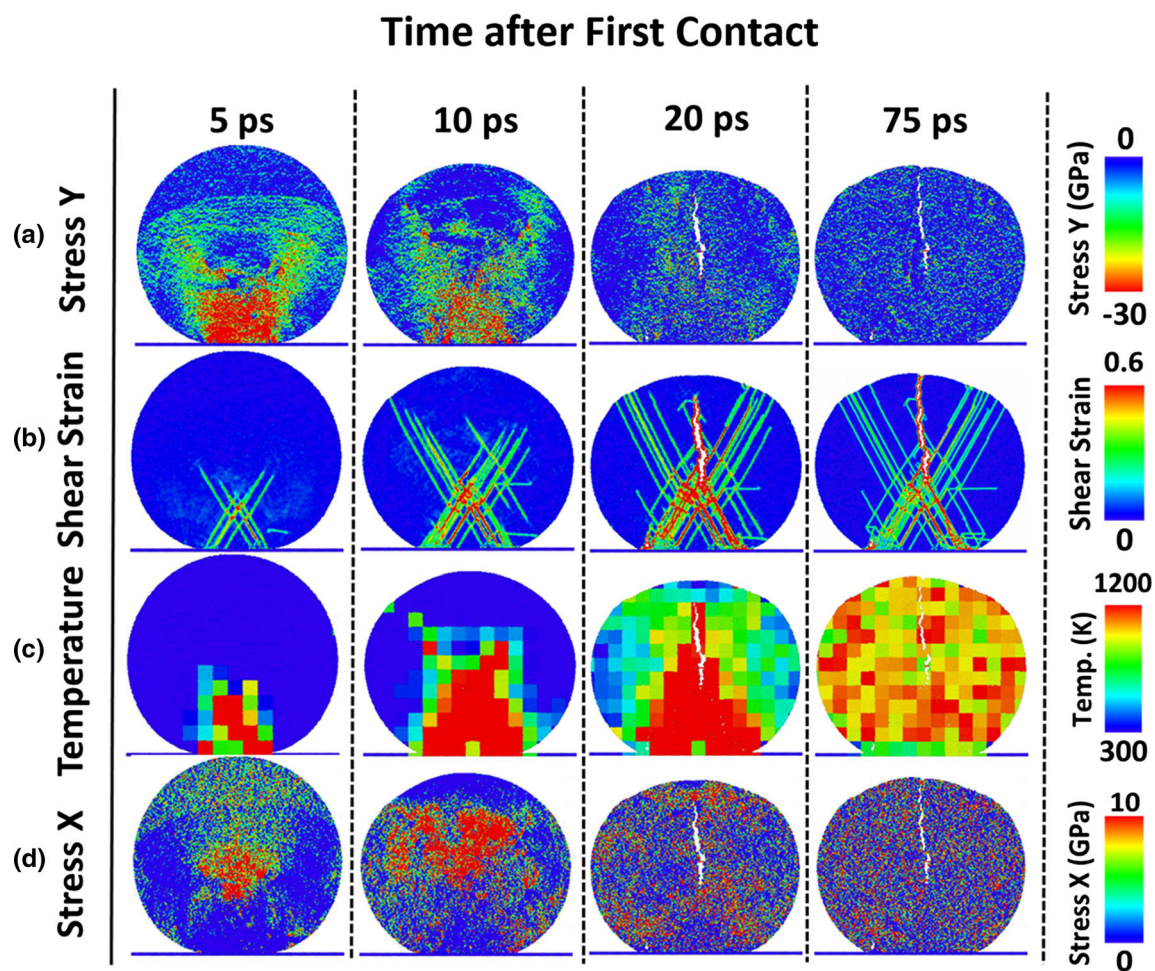 Time after First Contact
5 ps
10 ps
20 ps
75 ps
(a)
Stress Y
0
Stress Y (GPa)
-30
(b)
Shear Strain
0.6
Shear Strain
0
(c)
Temperature
1200
Temp. (K)
300
(d)
Stress X
10
Stress X (GPa)
0